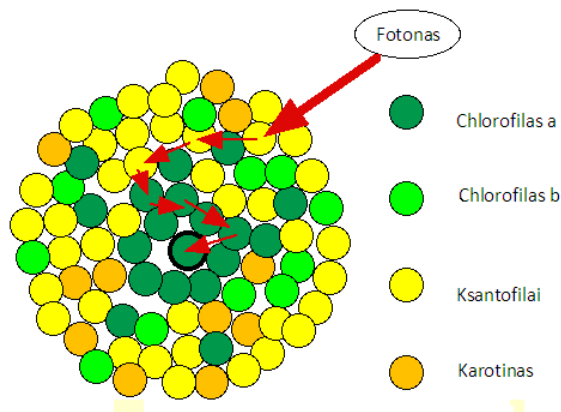 Fotonas
Chlorofilas a
Chlorofilas b
Ksantofilai
Karotinas